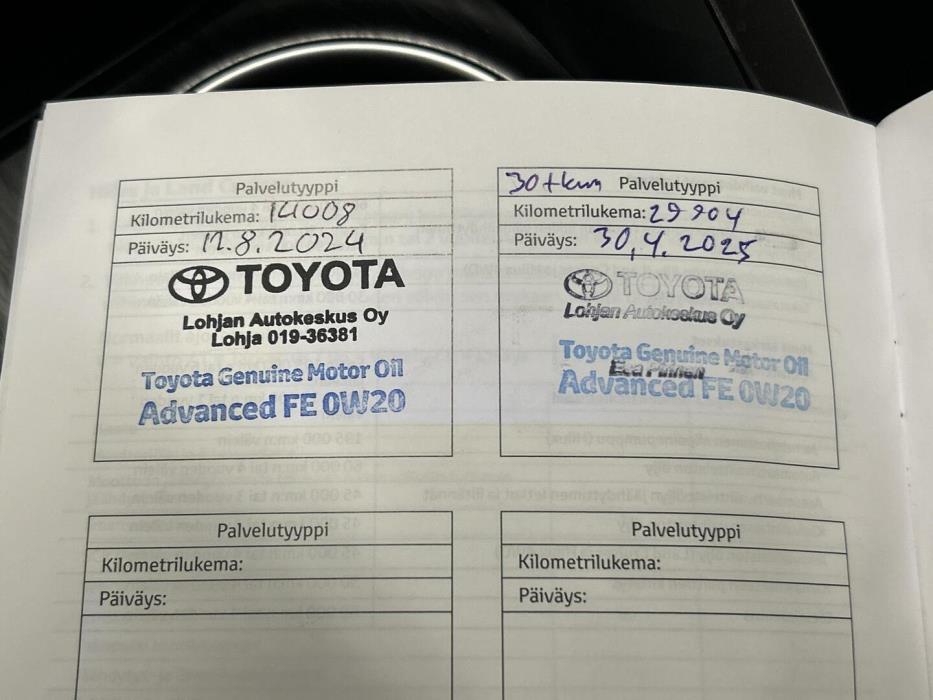 Palvelutyyppi
Kilometrilukema: 14008
Päiväys: 12.8.2024
TOYOTA
Lohjan Autokeskus Oy
Lohja 019-36381
Toyota Genuine Motor Oil
Advanced FE 0W20
30tkm Palvelutyyppi
Kilometrilukema: 29904
Päiväys: 30.4.2025
TOYOTA
Lohjan Autokeskus Oy
Toyota Genuine Motor Oil
Advanced FE 0W20
Palvelutyyppi
Kilometrilukema:
Päiväys:
Palvelutyyppi
Kilometrilukema:
Päiväys: